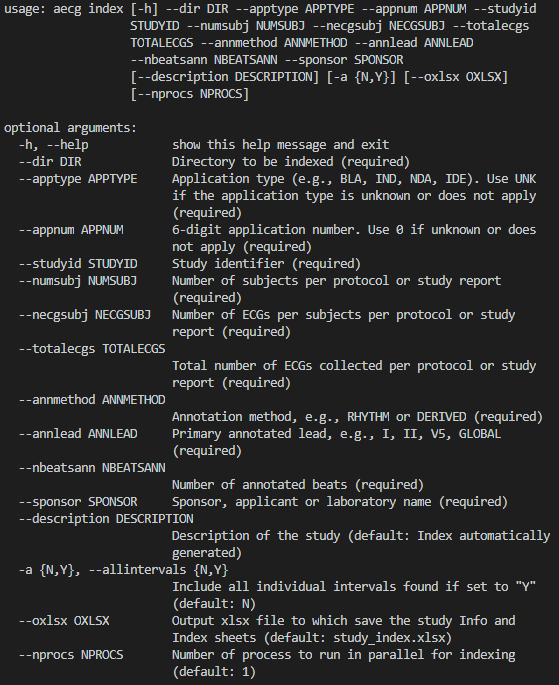 usage: aecg index [-h] --dir DIR --apptype APPTYPE --appnum APPNUM --studyid
STUDYID --numsubj NUMSUBJ --necgsubj NECGSUBJ --totalecgs
TOTALECGS --annmethod ANNMETHOD --annlead ANNLEAD
--nbeatsann NBEATSANN --sponsor SPONSOR
[--description DESCRIPTION] [-a {N,Y}] [--oxlsx OXLSX]
[--nprocs NPROCS]
optional arguments:
-h, --help show this help message and exit
--dir DIR Directory to be indexed (required)
--apptype APPTYPE Application type (e.g., BLA, IND, NDA, IDE). Use UNK
if the application type is unknown or does not apply
(required)
--appnum APPNUM 6-digit application number. Use 0 if unknown or does
not apply (required)
--studyid STUDYID Study identifier (required)
--numsubj NUMSUBJ Number of subjects per protocol or study report
(required)
--necgsubj NECGSUBJ Number of ECGs per subjects per protocol or study
report (required)
--totalecgs TOTALECGS
Total number of ECGs collected per protocol or study
report (required)
--annmethod ANNMETHOD
Annotation method, e.g., RHYTHM or DERIVED (required)
--annlead ANNLEAD Primary annotated lead, e.g., I, II, V5, GLOBAL
(required)
--nbeatsann NBEATSANN
Number of annotated beats (required)
--sponsor SPONSOR Sponsor, applicant or laboratory name (required)
--description DESCRIPTION
Description of the study (default: Index automatically
generated)
-a {N,Y}, --allintervals {N,Y}
Include all individual intervals found if set to "Y"
(default: N)
--oxlsx OXLSX Output xlsx file to which save the study Info and
Index sheets (default: study_index.xlsx)
--nprocs NPROCS Number of process to run in parallel for indexing
(default: 1)